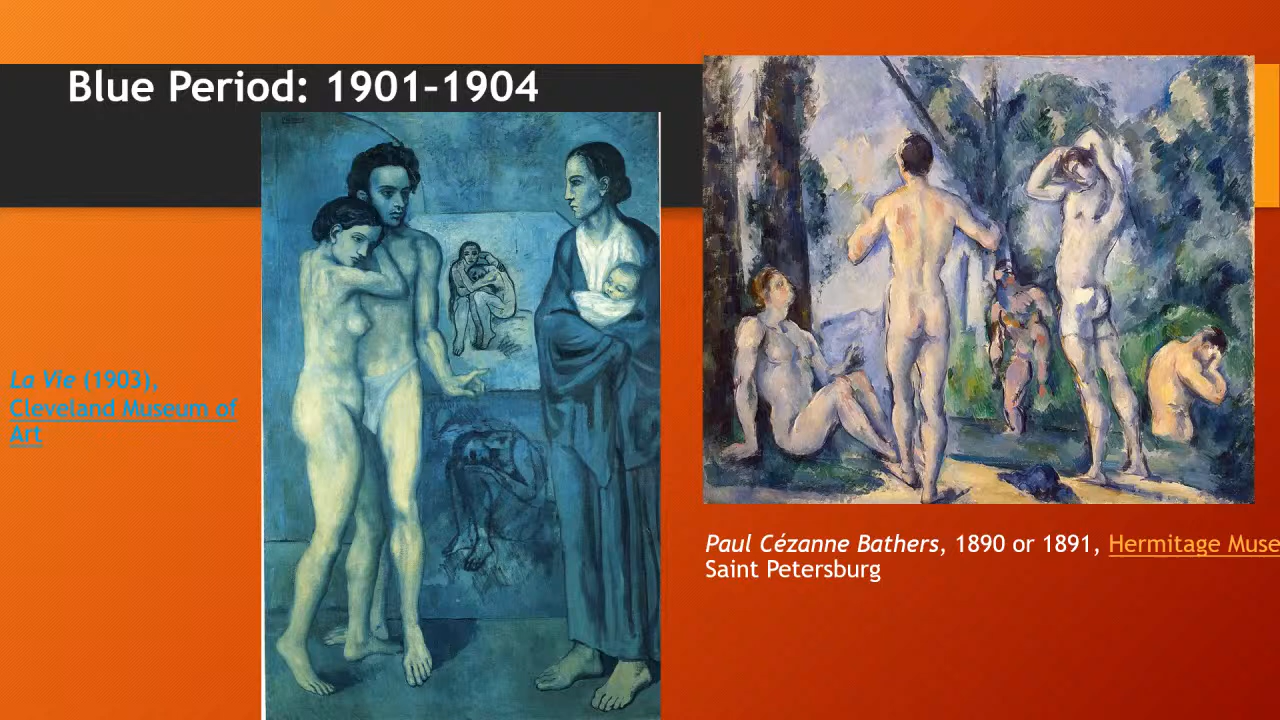 Blue Period: 1901–1904
La Vie (1903),
Cleveland Museum of
Art
Paul Cézanne Bathers, 1890 or 1891, Hermitage Muse
Saint Petersburg